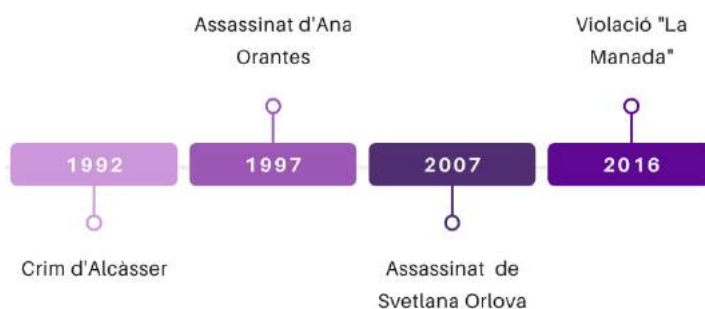 Assassinat d'Ana
Orantes
Violació "La
Manada"
1992
1997
2007
2016
Crim d'Alcàsser
Assassinat de
Svetlana Orlova